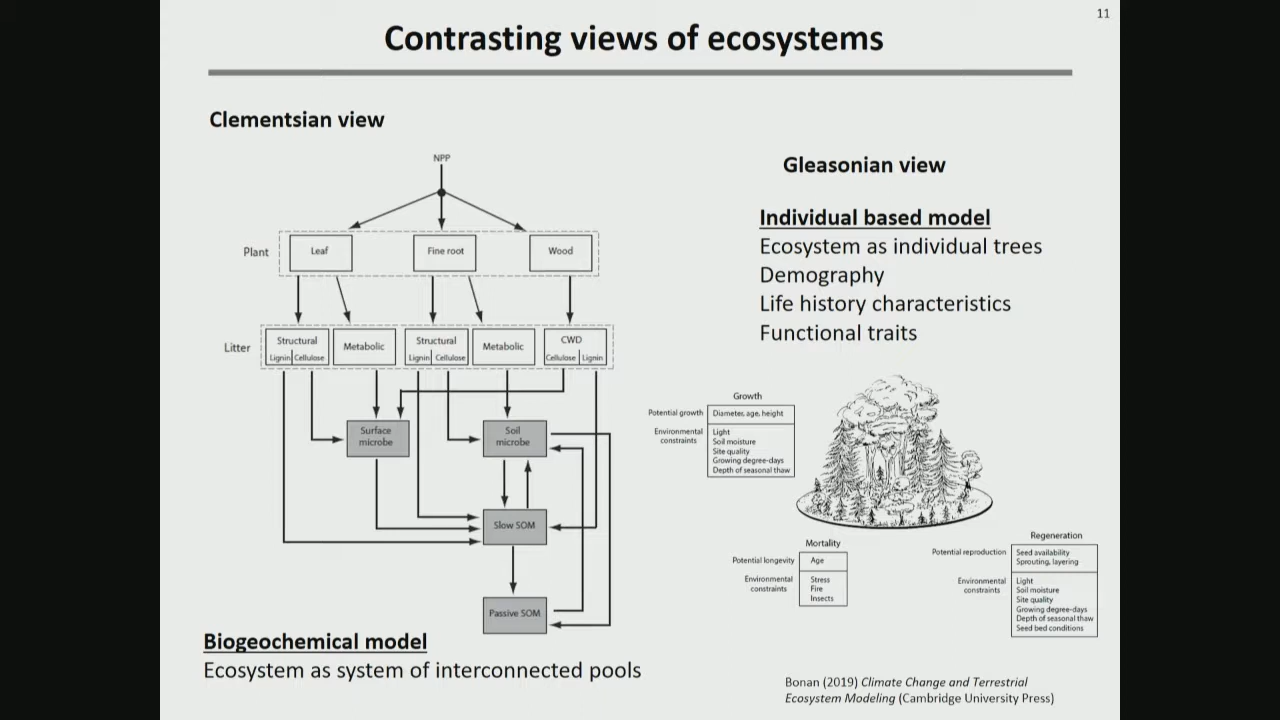 11
Contrasting views of ecosystems
Clementsian view
NPP
Plant
Leaf
Fine root
Wood
Litter
Structural
Lignin Cellulose
Metabolic
Structural
Lignin Cellulose
Metabolic
CWD
Cellulose Lignin
Surface
microbe
Soil
microbe
Slow SOM
Passive SOM
Biogeochemical model
Ecosystem as system of interconnected pools
Gleasonian view
Individual based model
Ecosystem as individual trees
Demography
Life history characteristics
Functional traits
Growth
Potential growth
Diameter, age, height
Environmental
constraints
Light
Soil moisture
Site quality
Growing degree-days
Depth of seasonal thaw
Mortality
Potential longevity
Age
Environmental
constraints
Stress
Fire
Insects
Regeneration
Potential reproduction
Seed availability
Sprouting, layering
Environmental
constraints
Light
Soil moisture
Site quality
Growing degree-days
Depth of seasonal thaw
Seed bed conditions
Bonan (2019) Climate Change and Terrestrial
Ecosystem Modeling (Cambridge University Press)